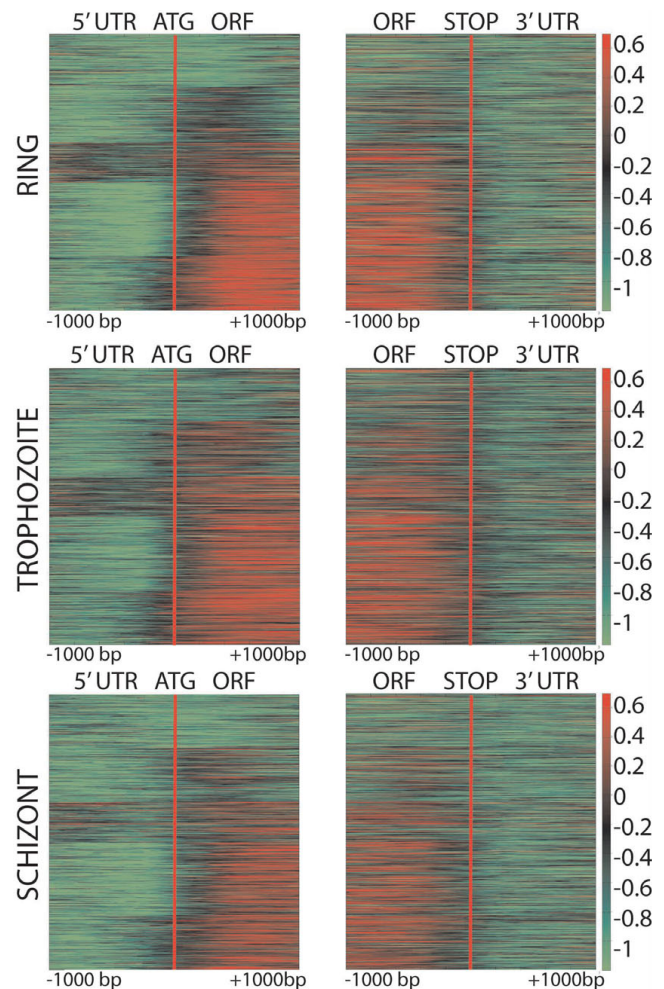 5’ UTR ATG ORF
ORF STOP 3’ UTR
RING
0.6
0.4
0.2
0
-0.2
-0.4
-0.6
-0.8
-1
-1000 bp +1000bp
-1000 bp +1000bp
5’ UTR ATG ORF
ORF STOP 3’ UTR
TROPHOZOITE
0.6
0.4
0.2
0
-0.2
-0.4
-0.6
-0.8
-1
-1000 bp +1000bp
-1000 bp +1000bp
5’ UTR ATG ORF
ORF STOP 3’ UTR
SCHIZONT
0.6
0.4
0.2
0
-0.2
-0.4
-0.6
-0.8
-1
-1000 bp +1000bp
-1000 bp +1000bp